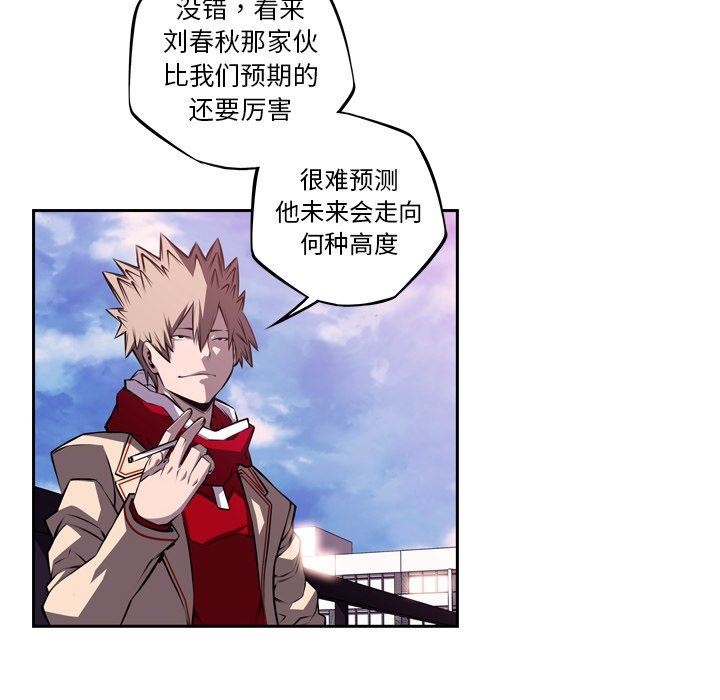 没错，看来
刘春秋那家伙
比我们预期的
还要厉害
很难预测
他未来会走向
何种高度